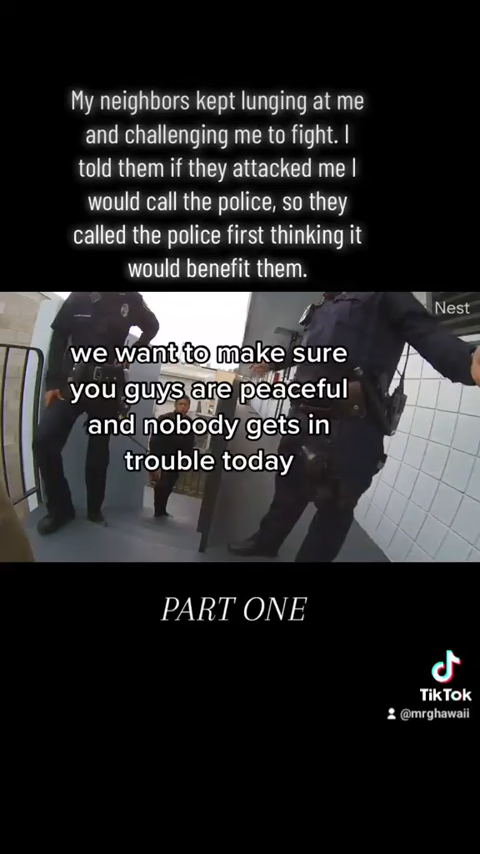 My neighbors kept lunging at me
and challenging me to fight. I
told them if they attacked me I
would call the police, so they
called the police first thinking it
would benefit them.
Nest
we want to make sure
you guys are peaceful
and nobody gets in
trouble today
PART ONE
TikTok
@mrghawaii